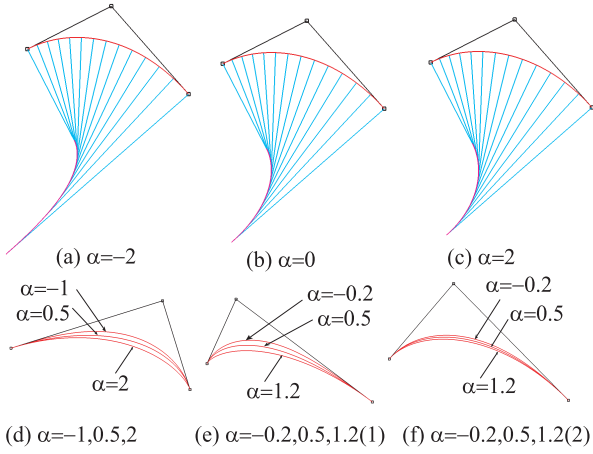 (a) α=−2
(b) α=0
(c) α=2
α=−1
α=0.5
α=2
α=−0.2
α=0.5
α=1.2
α=−0.2
α=0.5
α=1.2
(d) α=−1,0.5,2
(e) α=−0.2,0.5,1.2(1)
(f) α=−0.2,0.5,1.2(2)